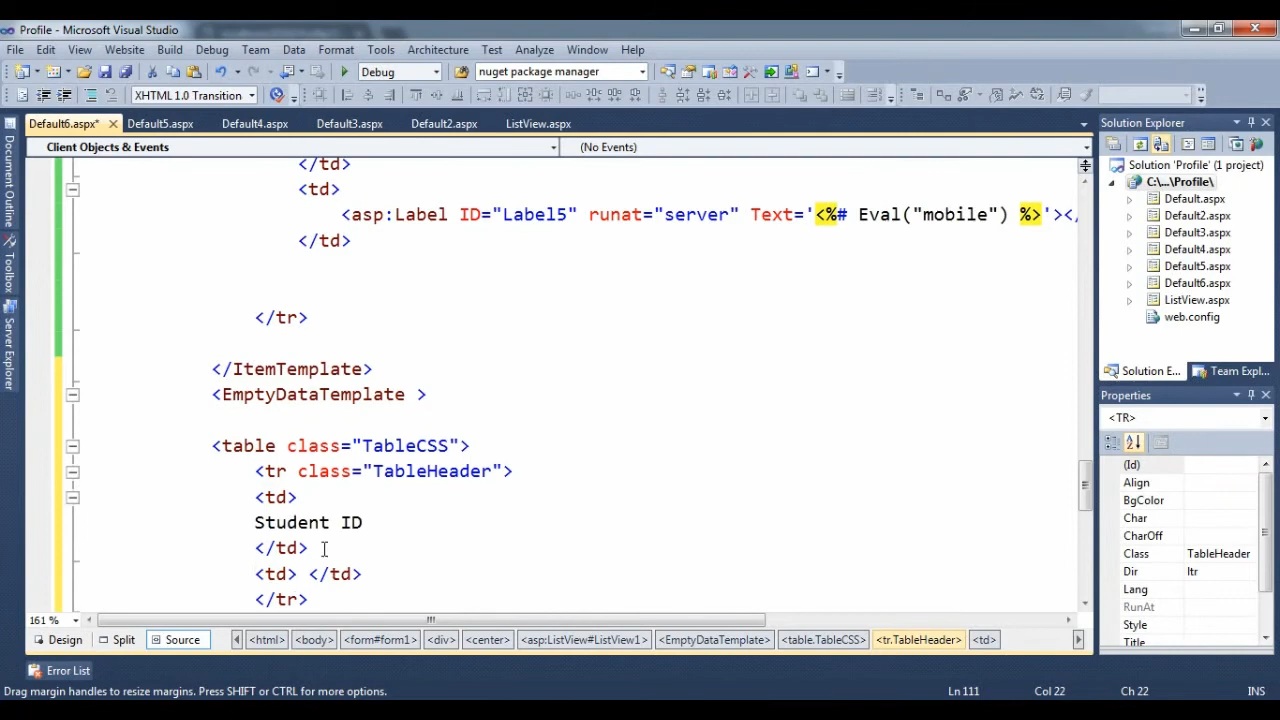 Profile - Microsoft Visual Studio
File Edit View Website Build Debug Team Data Format Tools Architecture Test Analyze Window Help
Debug nuget package manager
XHTML 1.0 Transition
Default6.aspx* Default5.aspx Default4.aspx Default3.aspx Default2.aspx ListView.aspx
Client Objects & Events (No Events)
</td>
<td>
<asp:Label ID="Label5" runat="server" Text='<%# Eval("mobile") %>'></
</td>
</tr>
</ItemTemplate>
<EmptyDataTemplate >
<table class="TableCSS">
<tr class="TableHeader">
<td>
Student ID
</td>
<td> </td>
</tr>
161 %
Design Split Source <html> <body> <form#form1> <div> <center> <asp:ListView#ListView1> <EmptyDataTemplate> <table.TableCSS> <tr.TableHeader> <td>
Error List
Drag margin handles to resize margins. Press SHIFT or CTRL for more options. Ln 111 Col 22 Ch 22 INS
Document Outline
Toolbox
Server Explorer
Solution Explorer
Solution 'Profile' (1 project)
C:\...\Profile\
Default.aspx
Default2.aspx
Default3.aspx
Default4.aspx
Default5.aspx
Default6.aspx
ListView.aspx
web.config
Solution E... Team Expl...
Properties
<TR>
(Id)
Align
BgColor
Char
CharOff
Class TableHeader
Dir ltr
Lang
RunAt
Style
Title